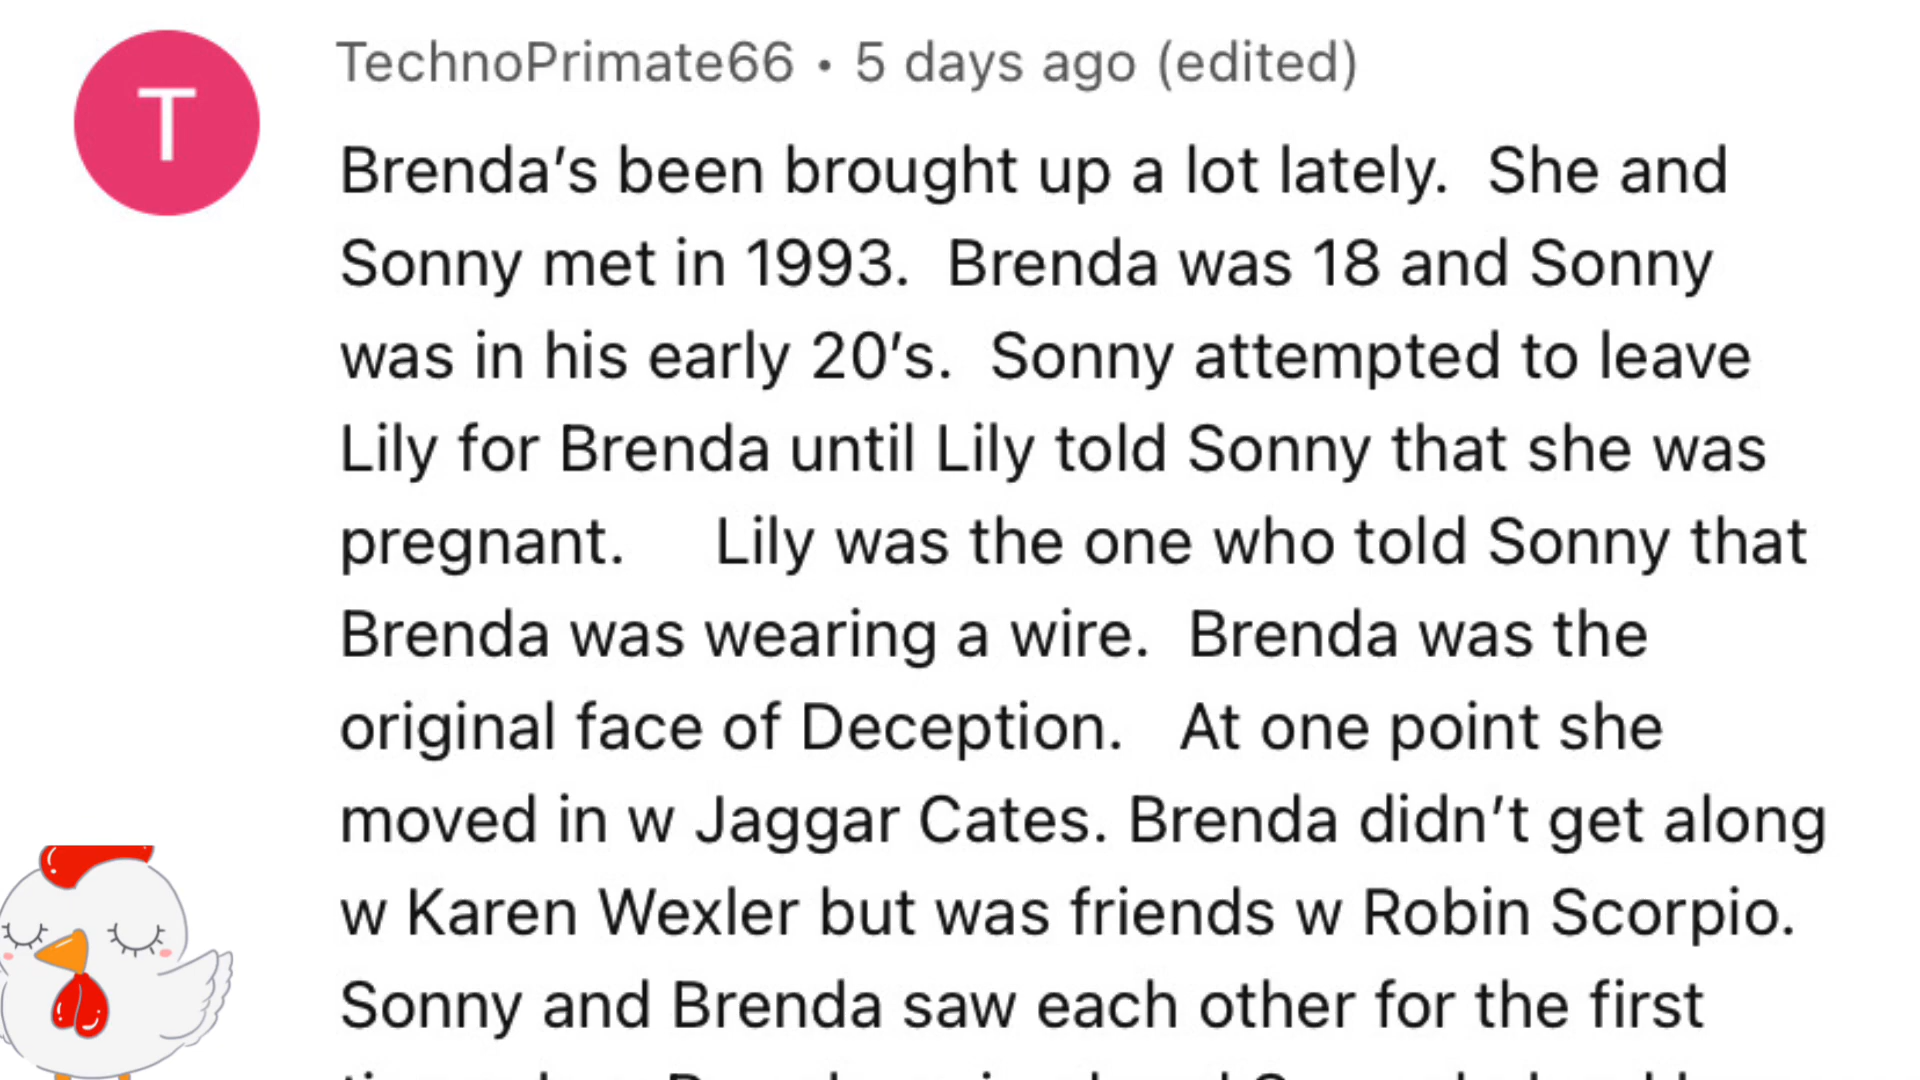 T
TechnoPrimate66 • 5 days ago (edited)
Brenda’s been brought up a lot lately.  She and
Sonny met in 1993.  Brenda was 18 and Sonny
was in his early 20’s.  Sonny attempted to leave
Lily for Brenda until Lily told Sonny that she was
pregnant.     Lily was the one who told Sonny that
Brenda was wearing a wire.  Brenda was the
original face of Deception.   At one point she
moved in w Jaggar Cates. Brenda didn’t get along
w Karen Wexler but was friends w Robin Scorpio.
Sonny and Brenda saw each other for the first